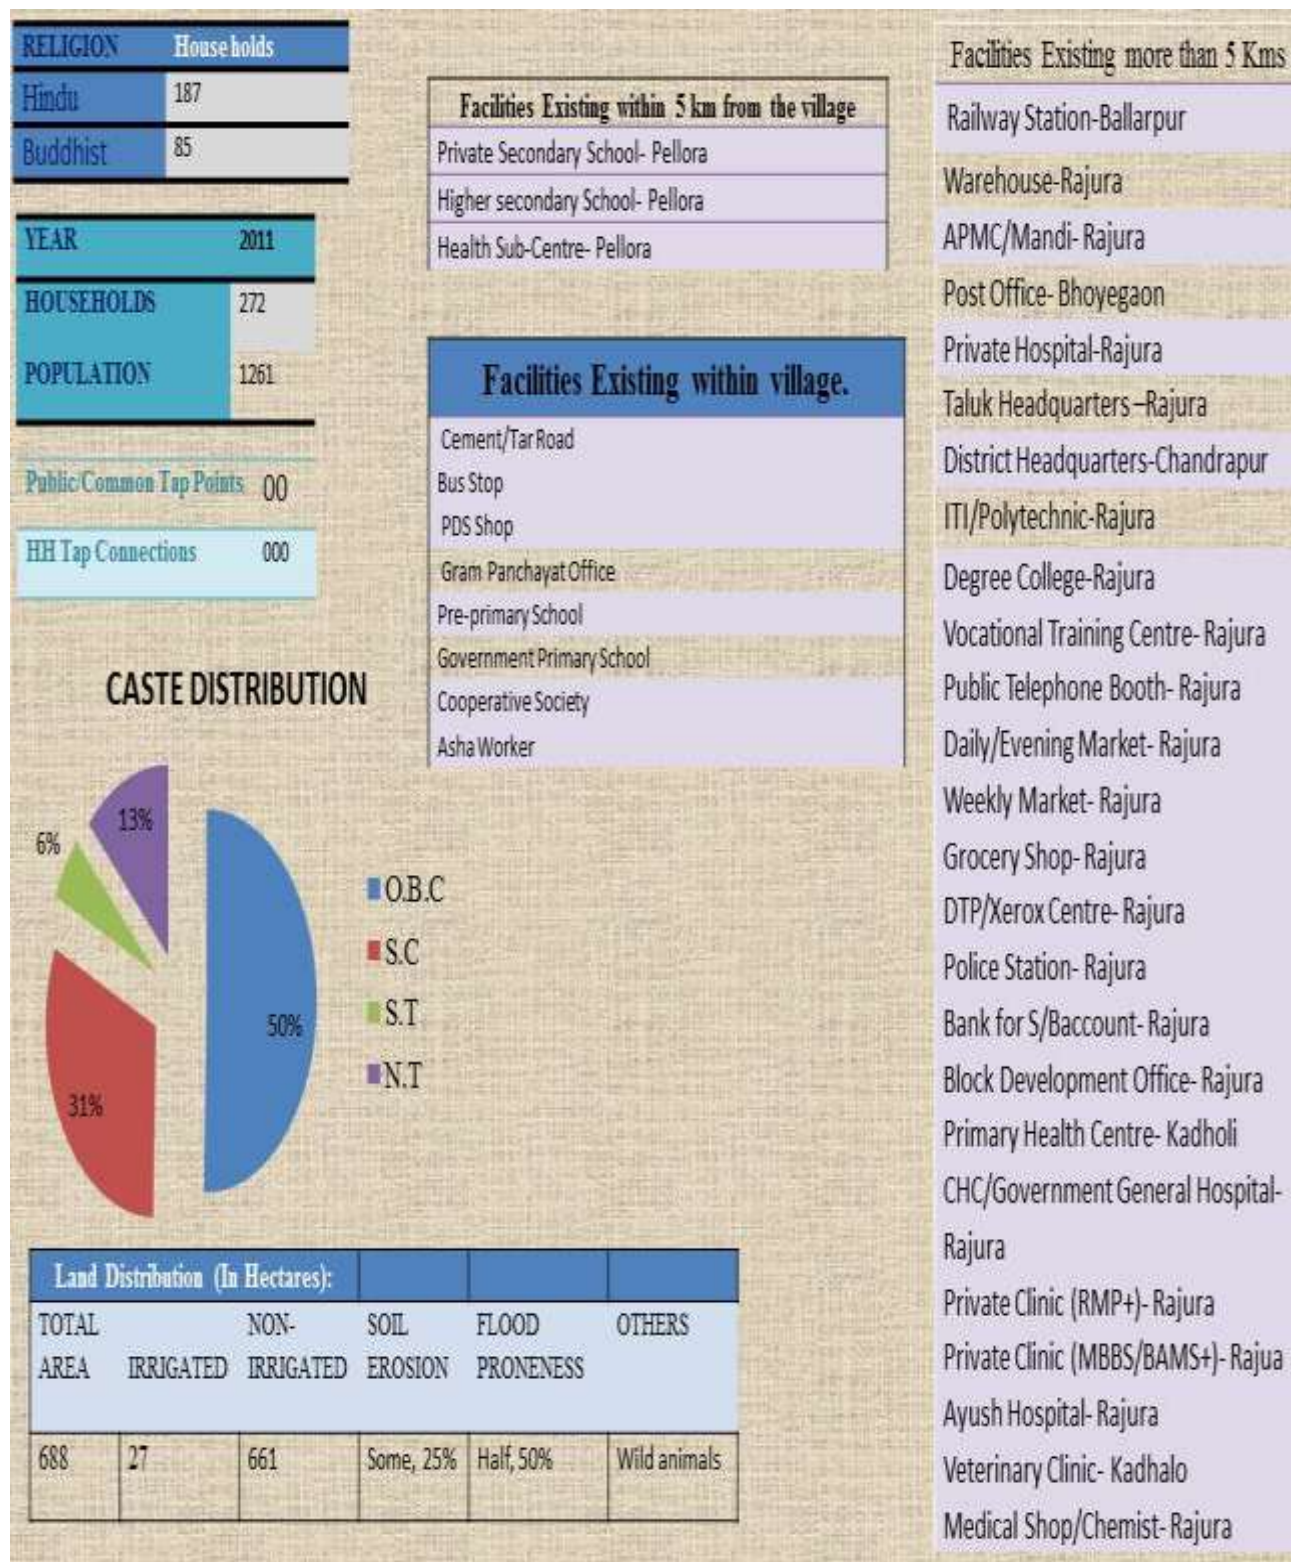 RELIGION Households
Hindu 187
Buddhist 85
YEAR 2011
HOUSEHOLDS 272
POPULATION 1261
Public/Common Tap Points 00
HH Tap Connections 000
CASTE DISTRIBUTION
13%
6%
50%
31%
O.B.C
S.C
S.T
N.T
Facilities Existing within 5 km from the village
Private Secondary School- Pellora
Higher secondary School- Pellora
Health Sub-Centre- Pellora
Facilities Existing within village.
Cement/Tar Road
Bus Stop
PDS Shop
Gram Panchayat Office
Pre-primary School
Government Primary School
Cooperative Society
Asha Worker
Land Distribution (In Hectares):
TOTAL NON- SOIL FLOOD OTHERS
AREA IRRIGATED IRRIGATED EROSION PRONENESS
688 27 661 Some, 25% Half, 50% Wild animals
Facilities Existing more than 5 Kms
Railway Station-Ballarpur
Warehouse-Rajura
APMC/Mandi- Rajura
Post Office- Bhoyegaon
Private Hospital-Rajura
Taluk Headquarters –Rajura
District Headquarters-Chandrapur
ITI/Polytechnic-Rajura
Degree College-Rajura
Vocational Training Centre- Rajura
Public Telephone Booth- Rajura
Daily/Evening Market- Rajura
Weekly Market- Rajura
Grocery Shop- Rajura
DTP/Xerox Centre- Rajura
Police Station- Rajura
Bank for S/Baccount- Rajura
Block Development Office- Rajura
Primary Health Centre- Kadholi
CHC/Government General Hospital-
Rajura
Private Clinic (RMP+)- Rajura
Private Clinic (MBBS/BAMS+)- Rajua
Ayush Hospital- Rajura
Veterinary Clinic- Kadhalo
Medical Shop/Chemist- Rajura